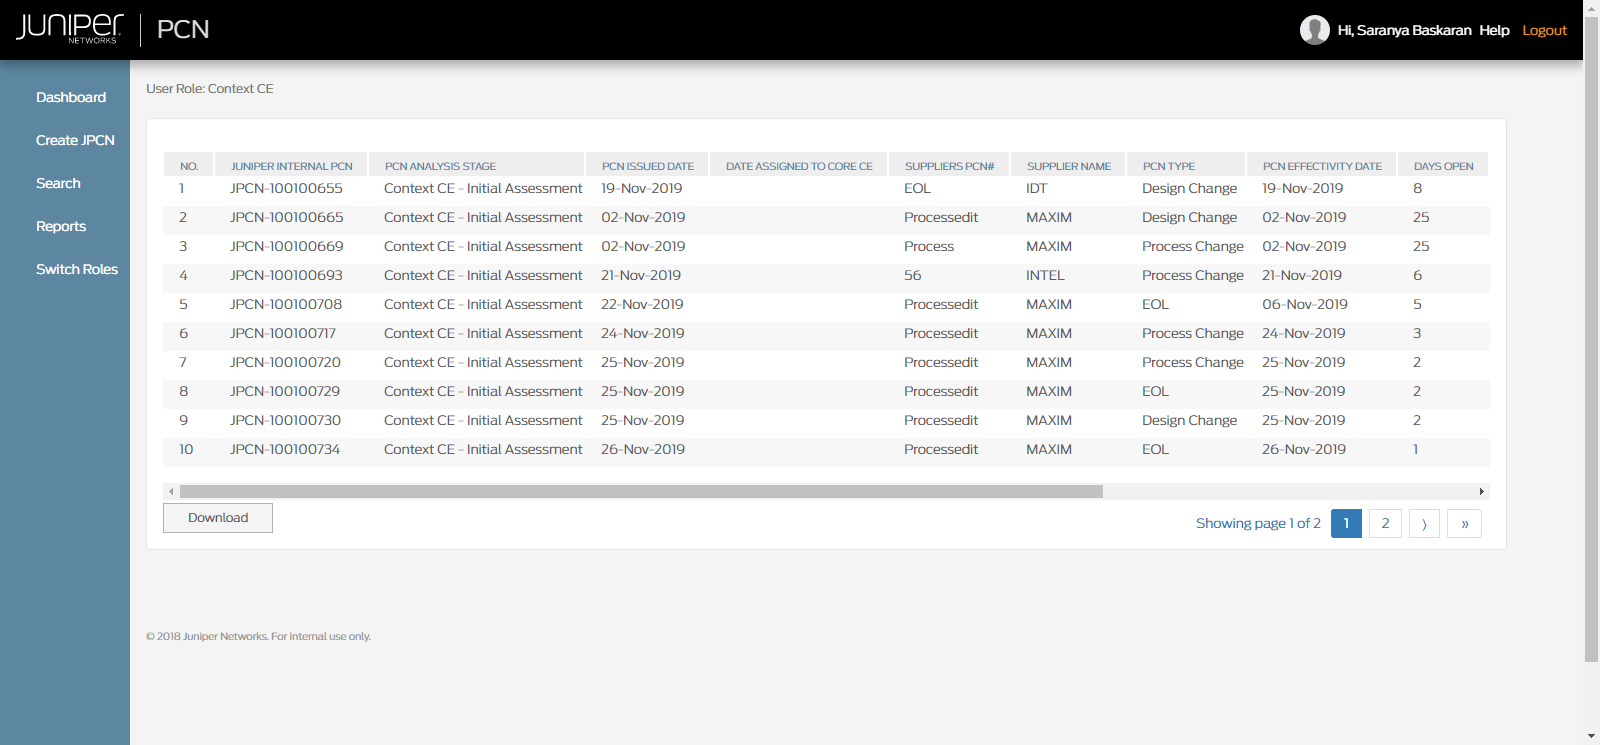 JUNIPEr NETWORKS PCN Hi, Saranya Baskaran Help Logout
Dashboard
Create JPCN
Search
Reports
Switch Roles
User Role: Context CE
NO. JUNIPER INTERNAL PCN PCN ANALYSIS STAGE PCN ISSUED DATE DATE ASSIGNED TO CORE CE SUPPLIERS PCN# SUPPLIER NAME PCN TYPE PCN EFFECTIVITY DATE DAYS OPEN
1 JPCN-100100655 Context CE - Initial Assessment 19-Nov-2019 EOL IDT Design Change 19-Nov-2019 8
2 JPCN-100100665 Context CE - Initial Assessment 02-Nov-2019 Processedit MAXIM Design Change 02-Nov-2019 25
3 JPCN-100100669 Context CE - Initial Assessment 02-Nov-2019 Process MAXIM Process Change 02-Nov-2019 25
4 JPCN-100100693 Context CE - Initial Assessment 21-Nov-2019 56 INTEL Process Change 21-Nov-2019 6
5 JPCN-100100708 Context CE - Initial Assessment 22-Nov-2019 Processedit MAXIM EOL 06-Nov-2019 5
6 JPCN-100100717 Context CE - Initial Assessment 24-Nov-2019 Processedit MAXIM Process Change 24-Nov-2019 3
7 JPCN-100100720 Context CE - Initial Assessment 25-Nov-2019 Processedit MAXIM Process Change 25-Nov-2019 2
8 JPCN-100100729 Context CE - Initial Assessment 25-Nov-2019 Processedit MAXIM EOL 25-Nov-2019 2
9 JPCN-100100730 Context CE - Initial Assessment 25-Nov-2019 Processedit MAXIM Design Change 25-Nov-2019 2
10 JPCN-100100734 Context CE - Initial Assessment 26-Nov-2019 Processedit MAXIM EOL 26-Nov-2019 1
Download
Showing page 1 of 2 1 2 ⟩ »
© 2018 Juniper Networks. For internal use only.